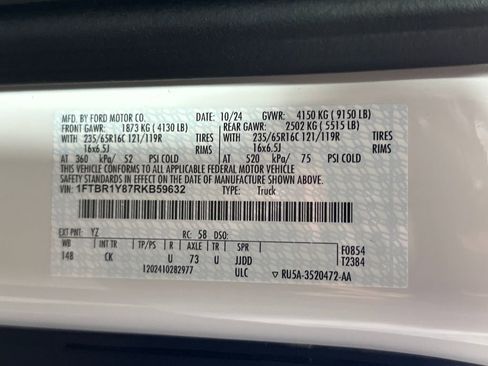 MFD. BY FORD MOTOR CO. 10/24 GVWR: 4150 KG ( 9150 LB)
FRONT GAWR: 1873 KG ( 4130 LB) REAR GAWR: 2502 KG ( 5515 LB)
WITH 235/65R16C 121/119R TIRES WITH 235/65R16C 121/119R TIRES
16x6.5J RIMS 16x6.5J RIMS
AT 360 kPa/ 52 PSI COLD AT 520 kPa/ 75 PSI COLD
THIS VEHICLE CONFORMS TO ALL APPLICABLE FEDERAL MOTOR VEHICLE
SAFETY STANDARDS IN EFFECT ON THE DATE OF MANUFACTURE SHOWN ABOVE.
VIN: 1FTBR1Y87RKB59632 TYPE: Truck
EXT PNT: YZ RC: 58 DSO:
WB INT TR TP/PS R AXLE TR SPR F0854
148 CK U 73 U JJDD T2384
1202410282977 ULC RU5A-3520472-AA